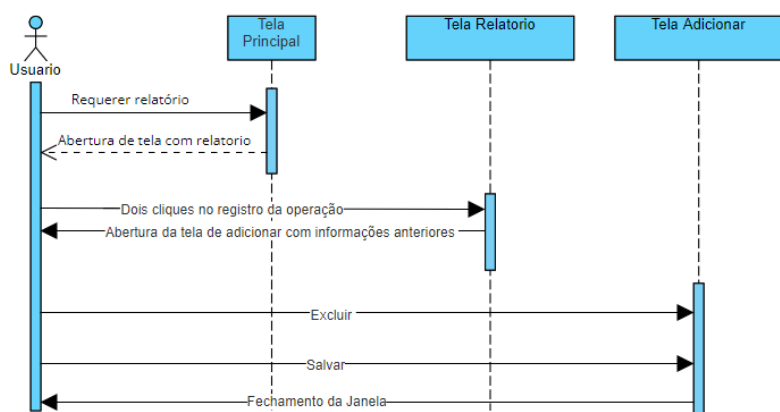 Tela
Principal
Tela Relatorio
Tela Adicionar
Usuario
Requerer relatório
Abertura de tela com relatorio
Dois cliques no registro da operação
Abertura da tela de adicionar com informações anteriores
Excluir
Salvar
Fechamento da Janela